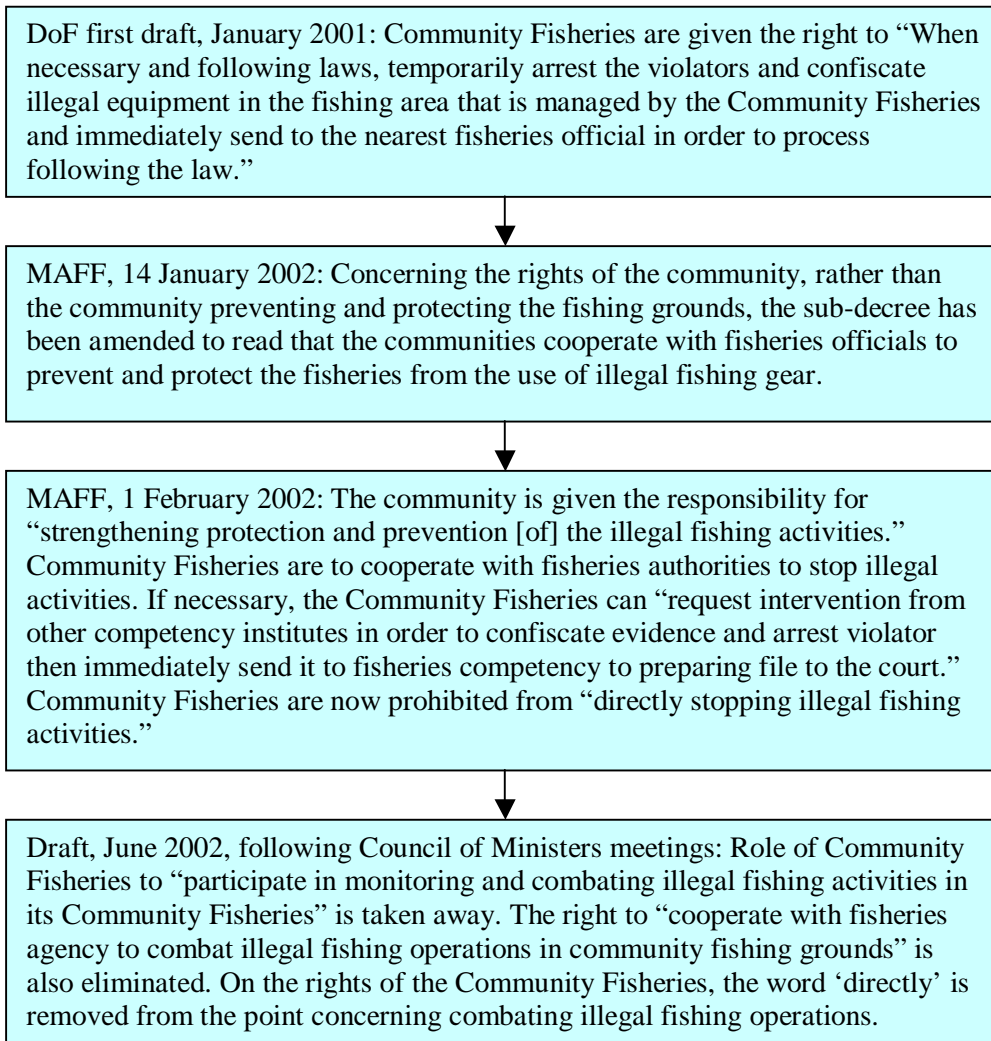 DoF first draft, January 2001: Community Fisheries are given the right to “When
necessary and following laws, temporarily arrest the violators and confiscate
illegal equipment in the fishing area that is managed by the Community Fisheries
and immediately send to the nearest fisheries official in order to process
following the law.”
MAFF, 14 January 2002: Concerning the rights of the community, rather than
the community preventing and protecting the fishing grounds, the sub-decree has
been amended to read that the communities cooperate with fisheries officials to
prevent and protect the fisheries from the use of illegal fishing gear.
MAFF, 1 February 2002: The community is given the responsibility for
“strengthening protection and prevention [of] the illegal fishing activities.”
Community Fisheries are to cooperate with fisheries authorities to stop illegal
activities. If necessary, the Community Fisheries can “request intervention from
other competency institutes in order to confiscate evidence and arrest violator
then immediately send it to fisheries competency to preparing file to the court.”
Community Fisheries are now prohibited from “directly stopping illegal fishing
activities.”
Draft, June 2002, following Council of Ministers meetings: Role of Community
Fisheries to “participate in monitoring and combating illegal fishing activities in
its Community Fisheries” is taken away. The right to “cooperate with fisheries
agency to combat illegal fishing operations in community fishing grounds” is
also eliminated. On the rights of the Community Fisheries, the word ‘directly’ is
removed from the point concerning combating illegal fishing operations.